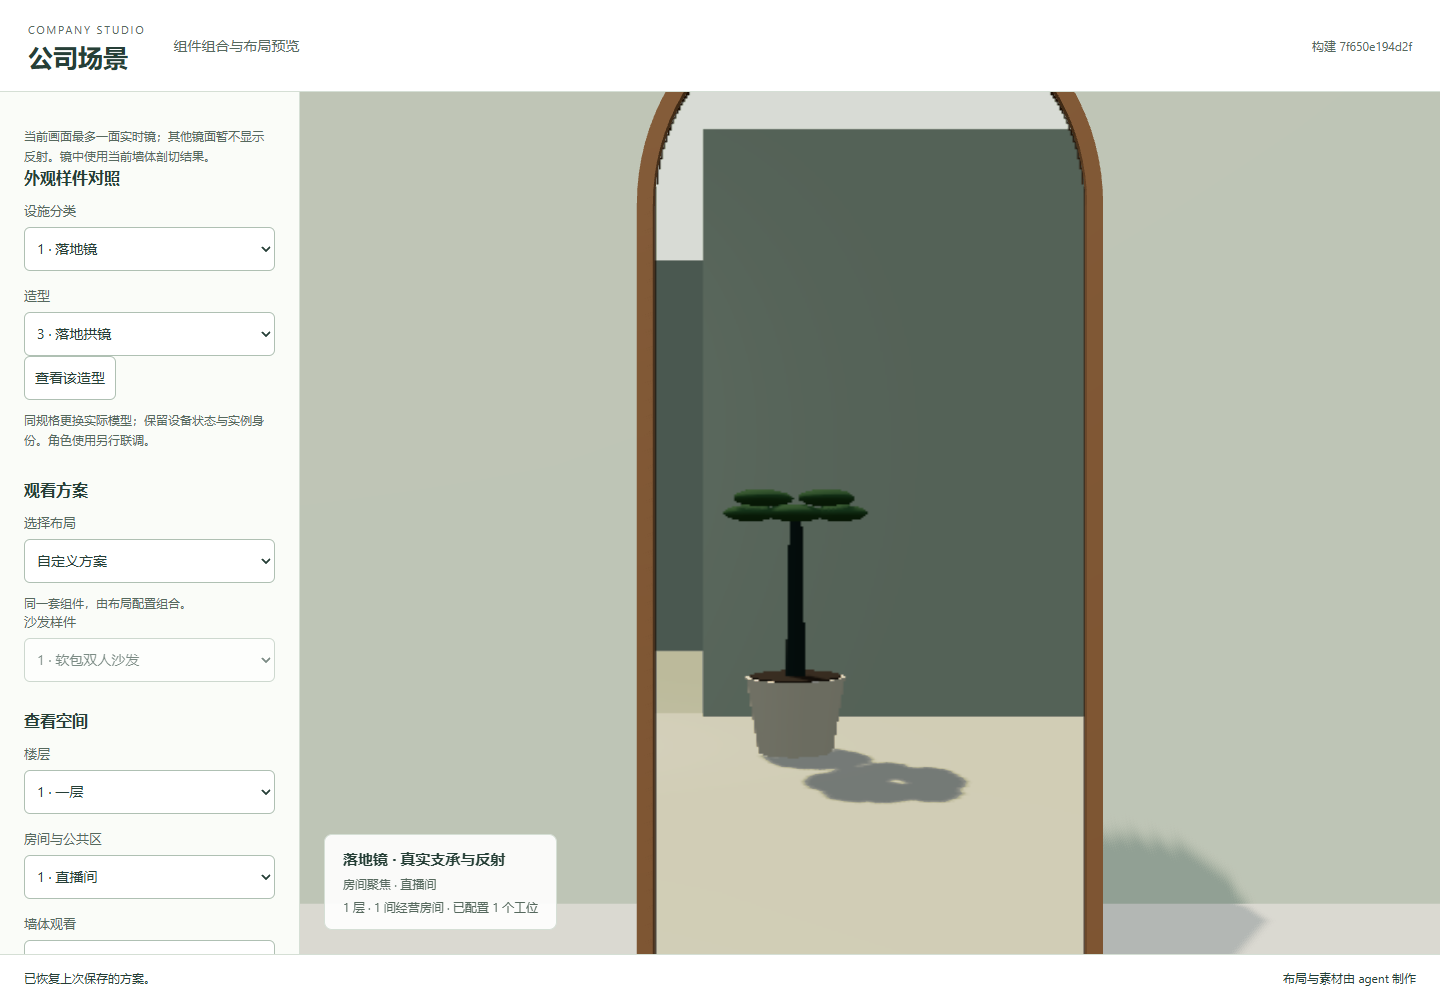 COMPANY STUDIO
公司场景
组件组合与布局预览
构建 7f650e194d2f
当前画面最多一面实时镜；其他镜面暂不显示
反射。镜中使用当前墙体剖切结果。
外观样件对照
设施分类
1 · 落地镜
造型
3 · 落地拱镜
查看该造型
同规格更换实际模型；保留设备状态与实例身
份。角色使用另行联调。
观看方案
选择布局
自定义方案
同一套组件，由布局配置组合。
沙发样件
1 · 软包双人沙发
查看空间
楼层
1 · 一层
房间与公共区
1 · 直播间
墙体观看
落地镜 · 真实支承与反射
房间聚焦 · 直播间
1 层 · 1 间经营房间 · 已配置 1 个工位
已恢复上次保存的方案。
布局与素材由 agent 制作